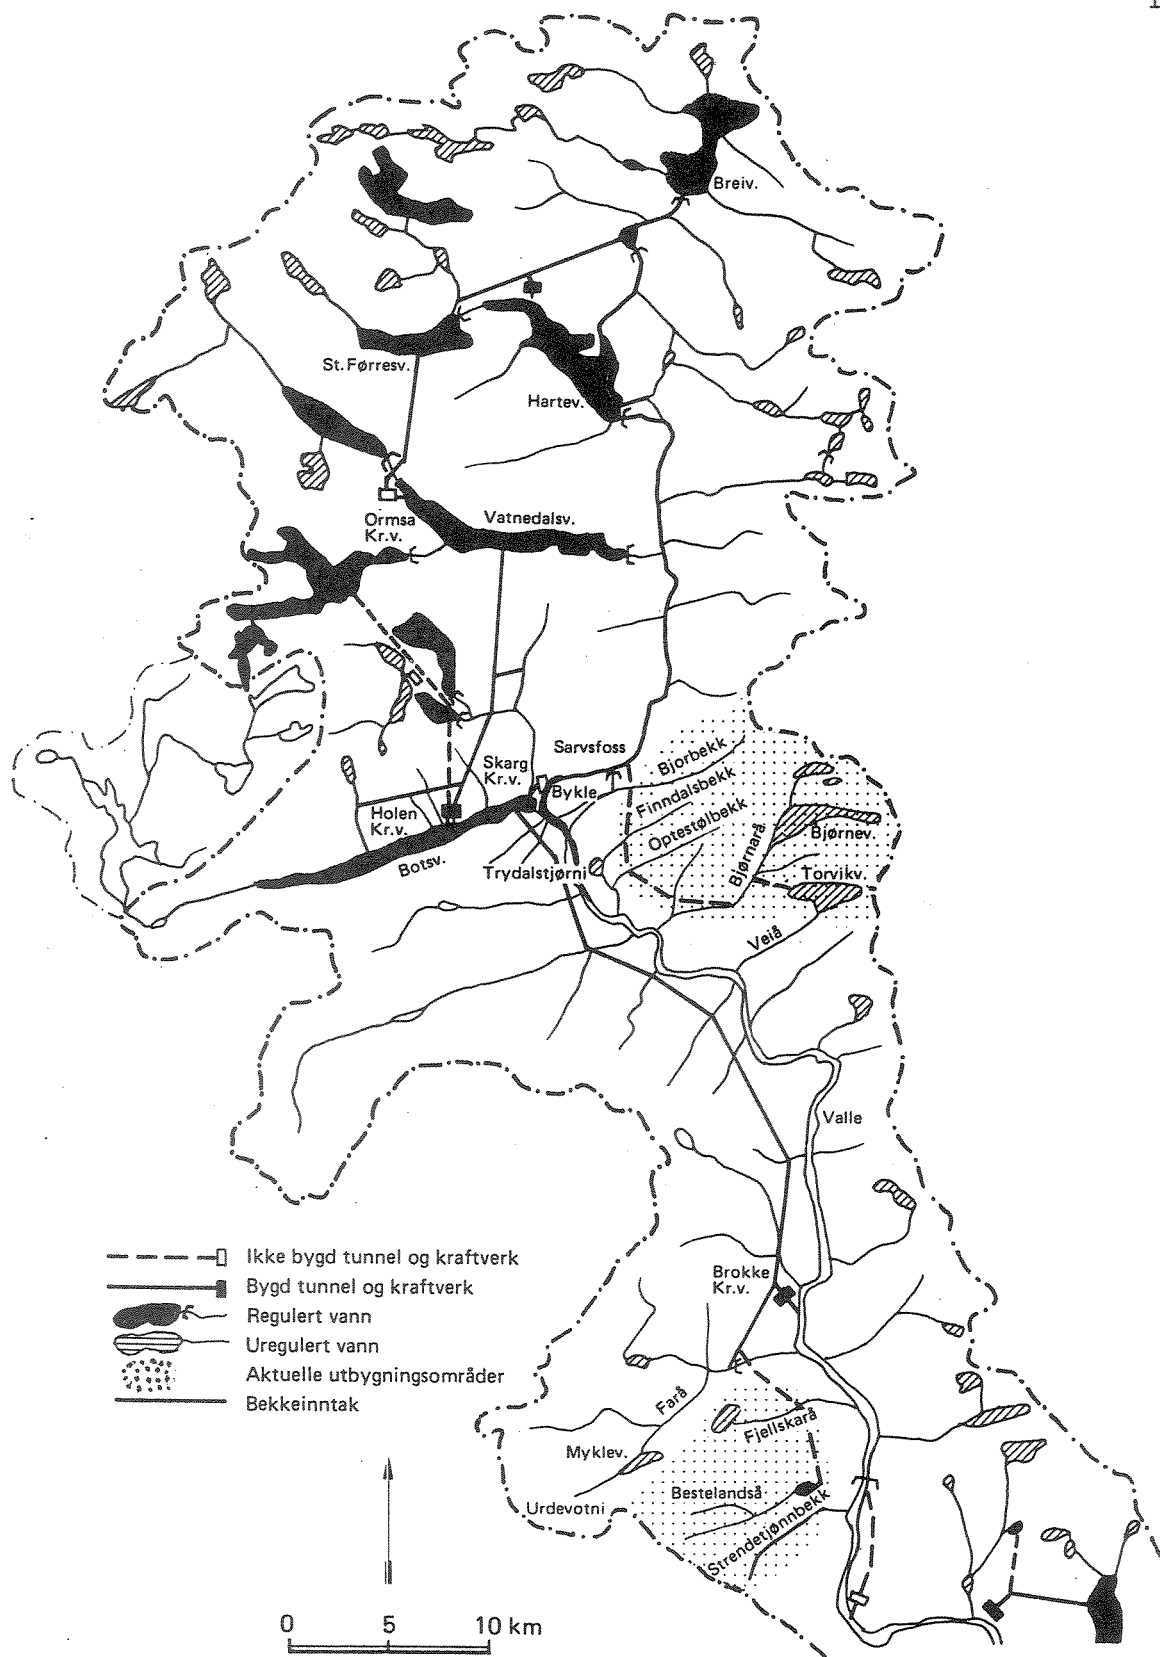 Breiv.
St. Førresv.
Hartev.
Ormsa
Kr.v.
Vatnedalsv.
Sarvsfoss
Skarg
Kr.v.
Bykle
Bjorbekk
Finndalsbekk
Optestølbekk
Holen
Kr.v.
Botsv.
Trydalstjørni
Bjørnarå
Bjørnev.
Torvikv.
Veiå
Valle
Brokke
Kr.v.
Ikke bygd tunnel og kraftverk
Bygd tunnel og kraftverk
Regulert vann
Uregulert vann
Aktuelle utbygningsområder
Bekkeinntak
Farå
Fjellskarå
Myklev.
Bestelandså
Urdevotni
Strendetjønnbekk
0 5 10 km